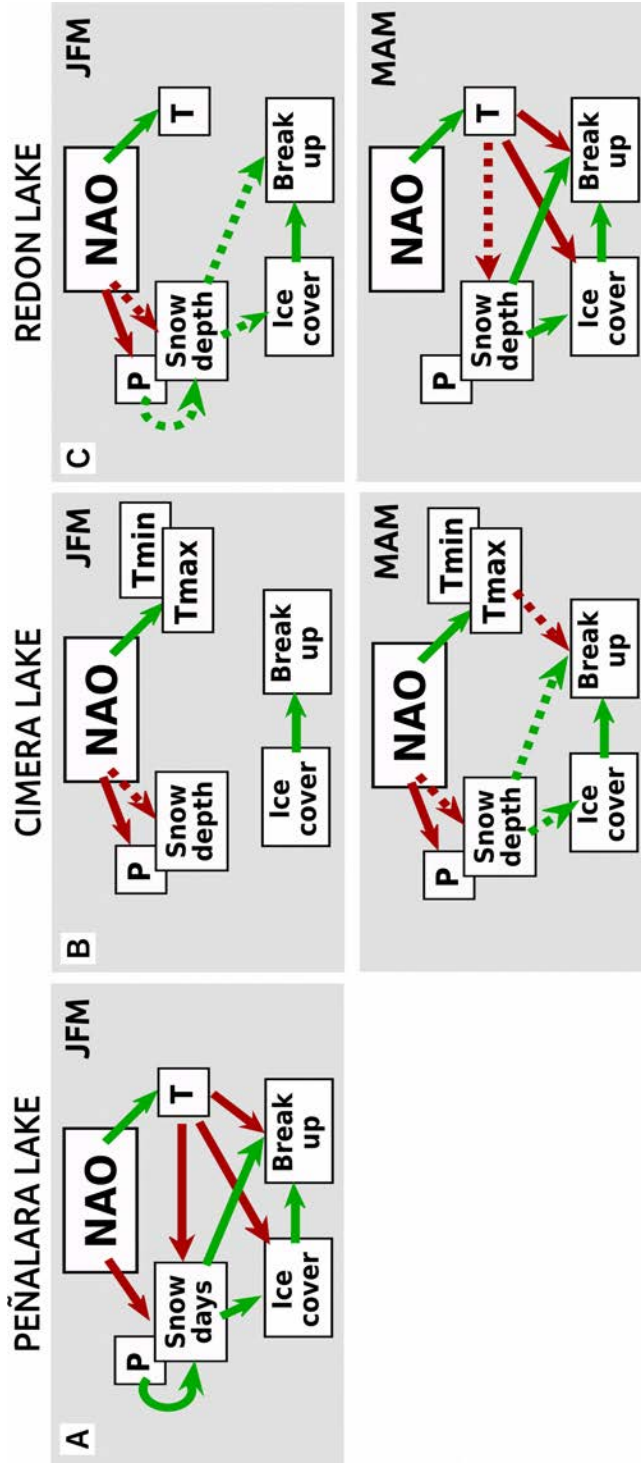 PEÑALARA LAKE
A
JFM
NAO
P
T
Snow
days
Ice
cover
Break
up
CIMERA LAKE
B
JFM
NAO
P
Tmin
Tmax
Snow
depth
Ice
cover
Break
up
MAM
NAO
P
Tmin
Tmax
Snow
depth
Ice
cover
Break
up
REDON LAKE
C
JFM
NAO
P
T
Snow
depth
Ice
cover
Break
up
MAM
NAO
P
T
Snow
depth
Ice
cover
Break
up